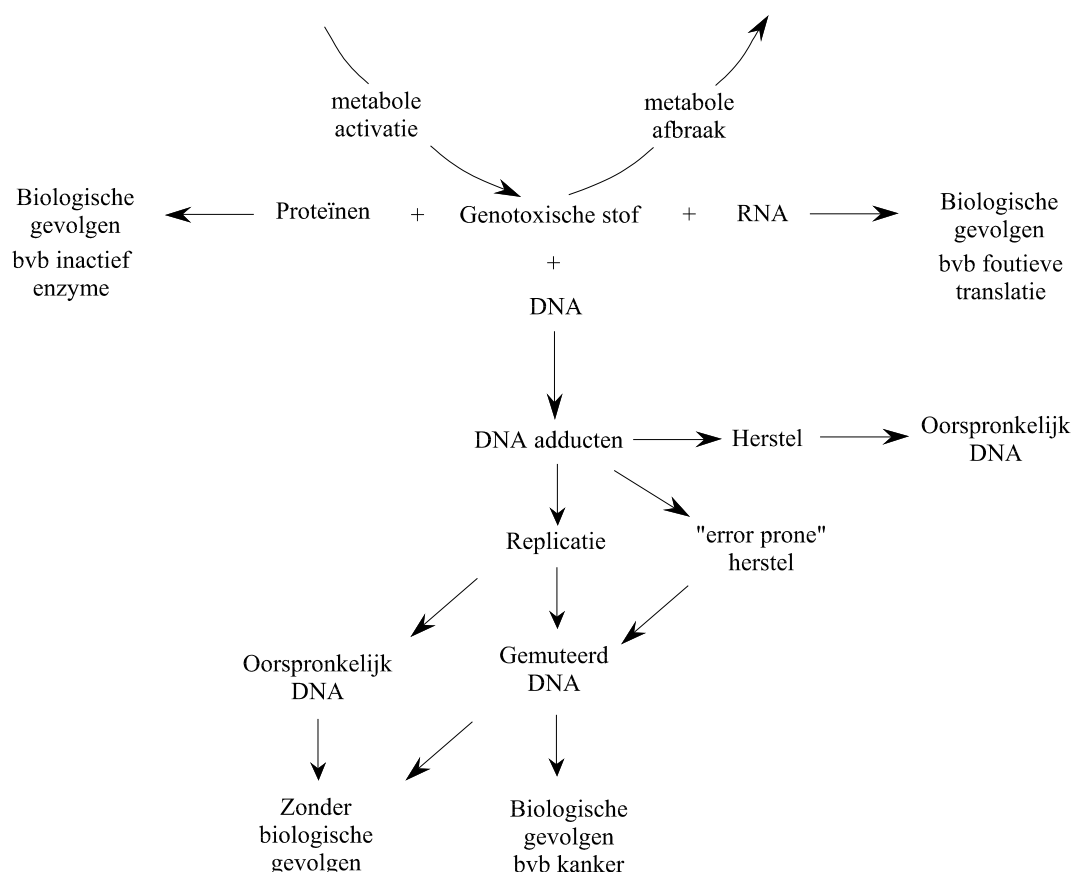 metabole
activatie
metabole
afbraak
Biologische
gevolgen
bvb inactief
enzyme
Proteïnen + Genotoxische stof + RNA
Biologische
gevolgen
bvb foutieve
translatie
+
DNA
DNA adducten
Herstel
Oorspronkelijk
DNA
Replicatie
"error prone"
herstel
Oorspronkelijk
DNA
Gemuteerd
DNA
Zonder
biologische
gevolgen
Biologische
gevolgen
bvb kanker